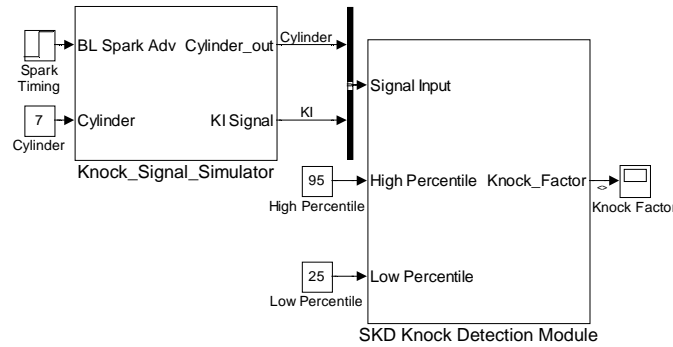 BL Spark Adv
Cylinder_out
Cylinder
Spark
Timing
Signal Input
7
Cylinder
KI Signal
KI
Cylinder
Knock_Signal_Simulator
95
High Percentile
Knock_Factor
<>
High Percentile
Knock Factor
25
Low Percentile
Low Percentile
SKD Knock Detection Module